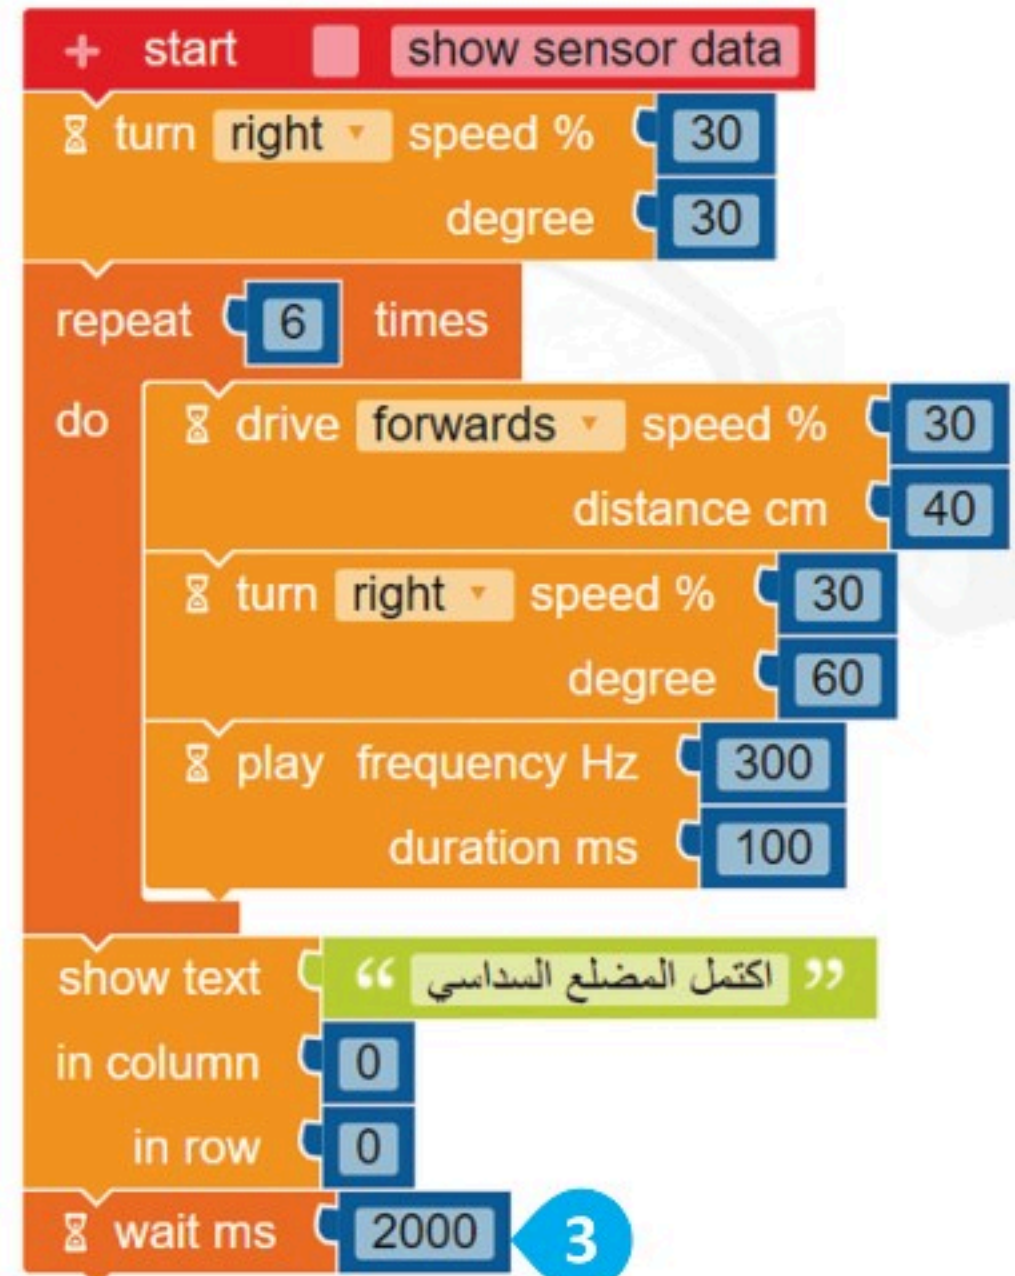 + start show sensor data
turn right speed % 30
degree 30
repeat 6 times
do drive forwards speed % 30
distance cm 40
turn right speed % 30
degree 60
play frequency Hz 300
duration ms 100
show text “ اكتمل المضلع السداسي ”
in column 0
in row 0
wait ms 2000 3